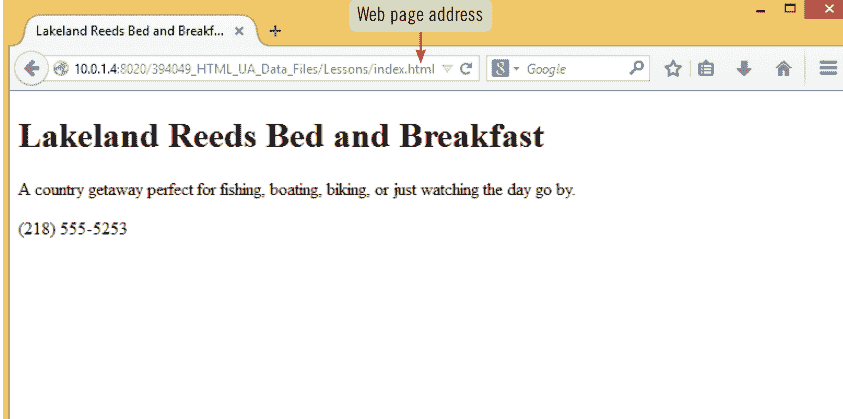 Web page address
Lakeland Reeds Bed and Breakf...
10.0.1.4:8020/394049_HTML_UA_Data_Files/Lessons/index.html
8 Google
Lakeland Reeds Bed and Breakfast
A country getaway perfect for fishing, boating, biking, or just watching the day go by.
(218) 555-5253